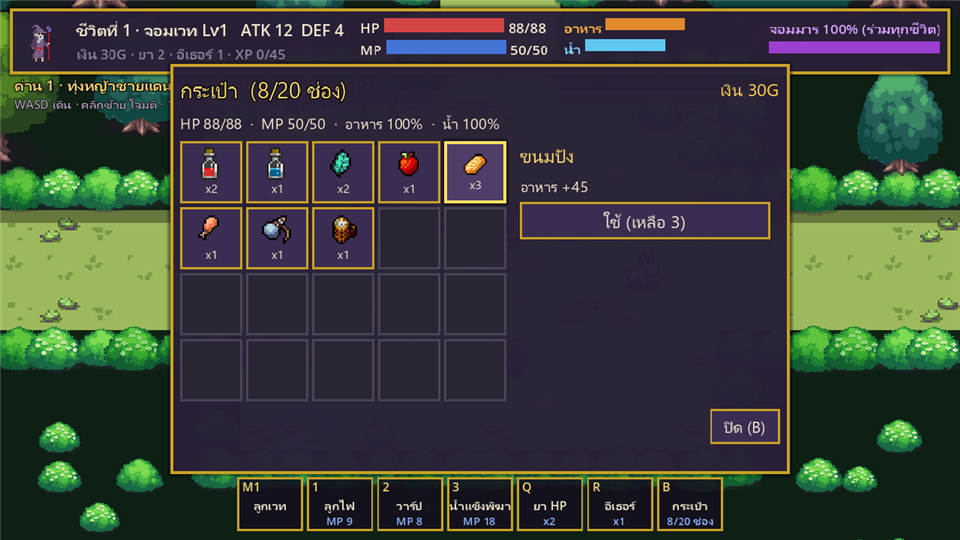 ชีวิตที่ 1 · จอมเวท Lv1 ATK 12 DEF 4
HP 88/88
อาหาร
จอมมาร 100% (ร่วมทุกชีวิต)
เงิน 30G · ยา 2 · อีเธอร์ 1 · XP 0/45
MP 50/50
น้ำ
ด่าน 1 · ทุ่งหญ้าชายแดน
WASD เดิน · คลิกซ้าย โจมตี ·
กระเป๋า (8/20 ช่อง)
เงิน 30G
HP 88/88 · MP 50/50 · อาหาร 100% · น้ำ 100%
x2
x1
x2
x1
x3
x1
x1
x1
ขนมปัง
อาหาร +45
ใช้ (เหลือ 3)
ปิด (B)
M1
ลูกเวท
1
ลูกไฟ
MP 9
2
วาร์ป
MP 8
3
น้ำแข็งพิฆา
MP 18
Q
ยา HP
x2
R
อีเธอร์
x1
B
กระเป๋า
8/20 ช่อง